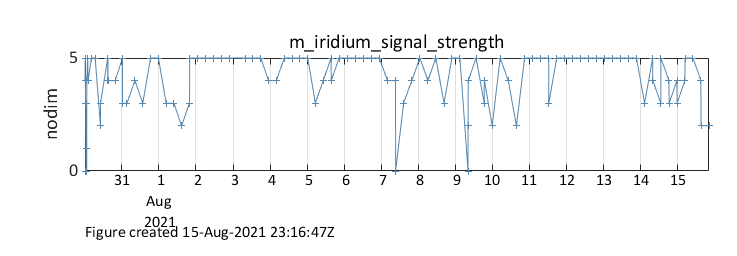 m_iridium_signal_strength
5
nodim
0
31 1 2 3 4 5 6 7 8 9 10 11 12 13 14 15
Aug
2021
Figure created 15-Aug-2021 23:16:47Z